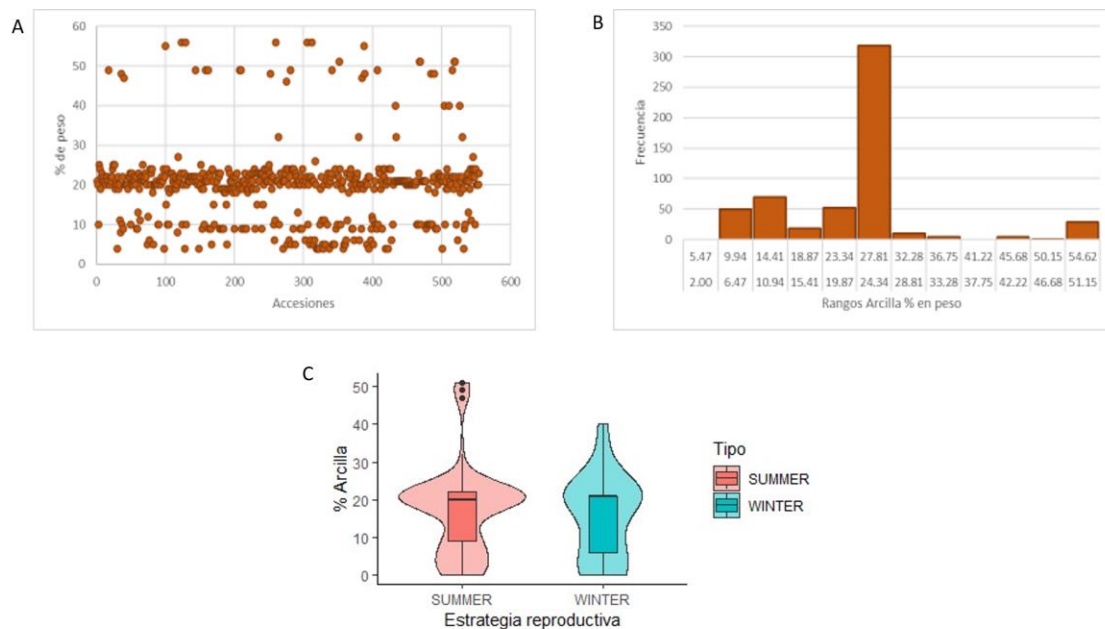 A
60
50
40
30
20
10
0
% de peso
0 100 200 300 400 500 600
Accesiones
B
350
300
250
200
150
100
50
0
Frecuencia
5.47 9.94 14.41 18.87 23.34 27.81 32.28 36.75 41.22 45.68 50.15 54.62
2.00 6.47 10.94 15.41 19.87 24.34 28.81 33.28 37.75 42.22 46.68 51.15
Rangos Arcilla % en peso
C
50
40
30
20
10
0
% Arcilla
SUMMER WINTER
Estrategia reproductiva
Tipo
SUMMER
WINTER